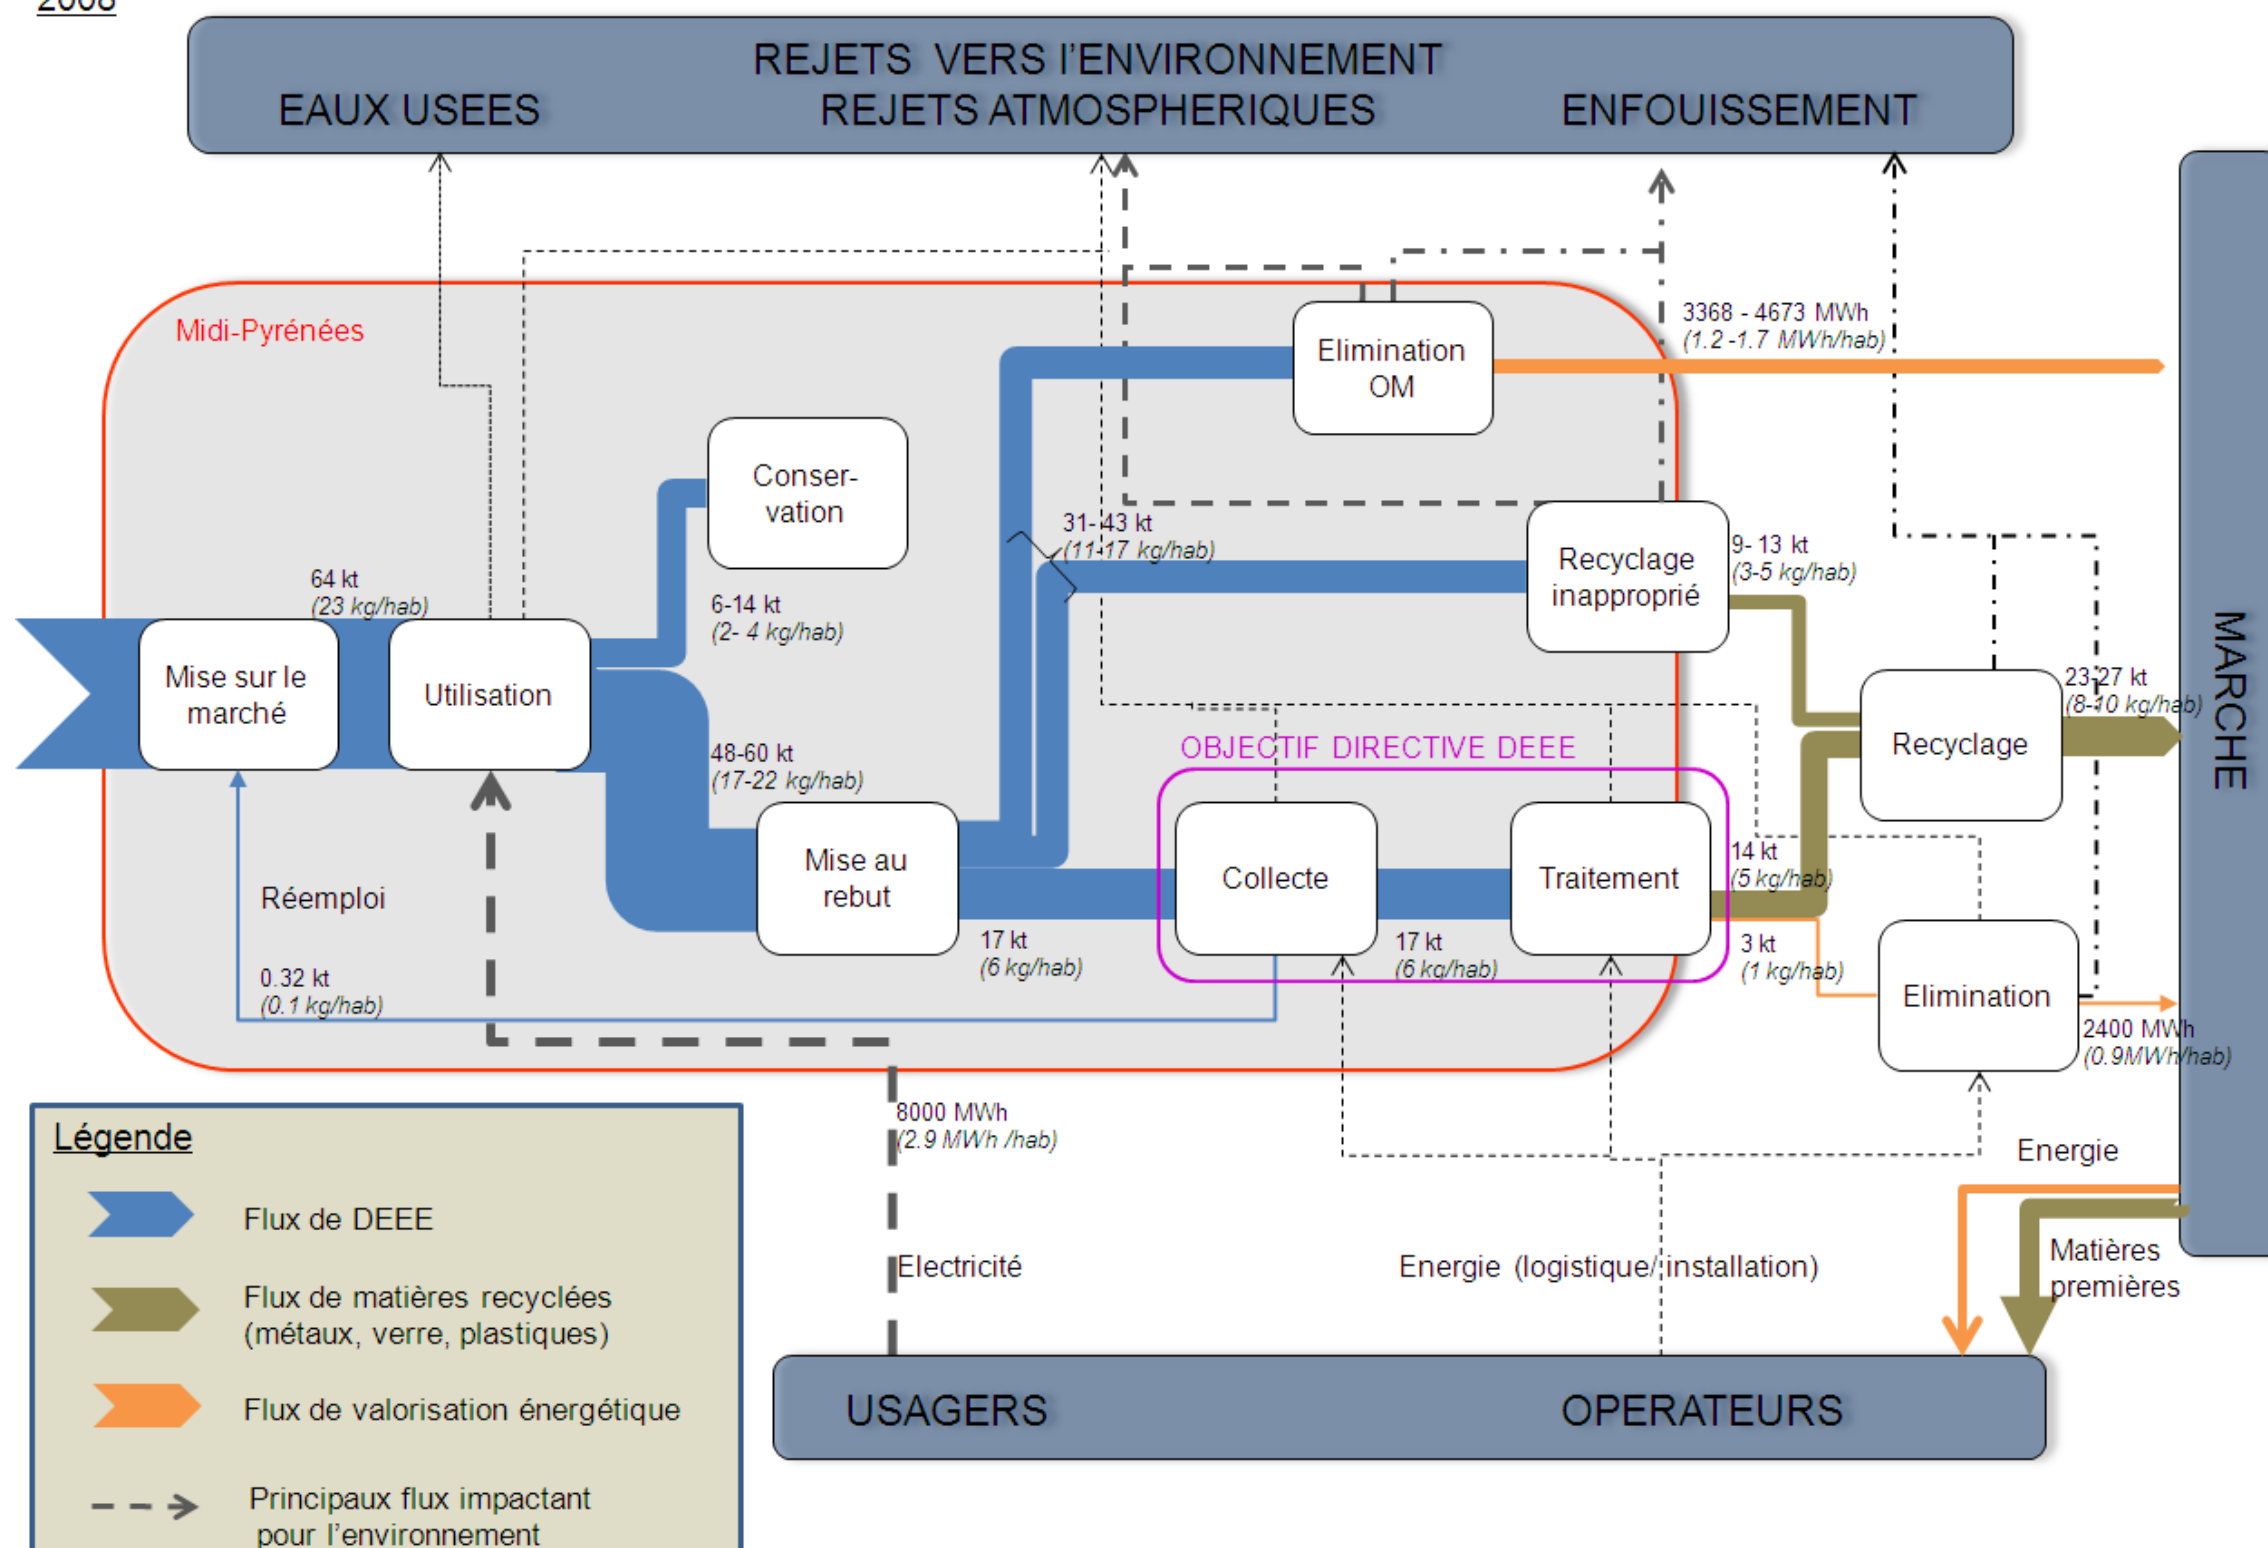 2008
REJETS VERS l'ENVIRONNEMENT
EAUX USEES
REJETS ATMOSPHERIQUES
ENFOUISSEMENT
MARCHE
Midi-Pyrénées
3368 - 4673 MWh
(1.2 -1.7 MWh/hab)
Elimination
OM
Conser-
vation
31- 43 kt
(11-17 kg/hab)
Recyclage
inapproprié
9- 13 kt
(3-5 kg/hab)
64 kt
(23 kg/hab)
6-14 kt
(2- 4 kg/hab)
Mise sur le
marché
Utilisation
23-27 kt
(8-10 kg/hab)
Recyclage
48-60 kt
(17-22 kg/hab)
OBJECTIF DIRECTIVE DEEE
Mise au
rebut
Collecte
Traitement
14 kt
(5 kg/hab)
Réemploi
17 kt
(6 kg/hab)
17 kt
(6 kg/hab)
3 kt
(1 kg/hab)
0.32 kt
(0.1 kg/hab)
Elimination
2400 MWh
(0.9MWh/hab)
8000 MWh
(2.9 MWh /hab)
Energie
Electricité
Energie (logistique/ installation)
Matières
premières
USAGERS
OPERATEURS
Légende
Flux de DEEE
Flux de matières recyclées
(métaux, verre, plastiques)
Flux de valorisation énergétique
Principaux flux impactant
pour l'environnement